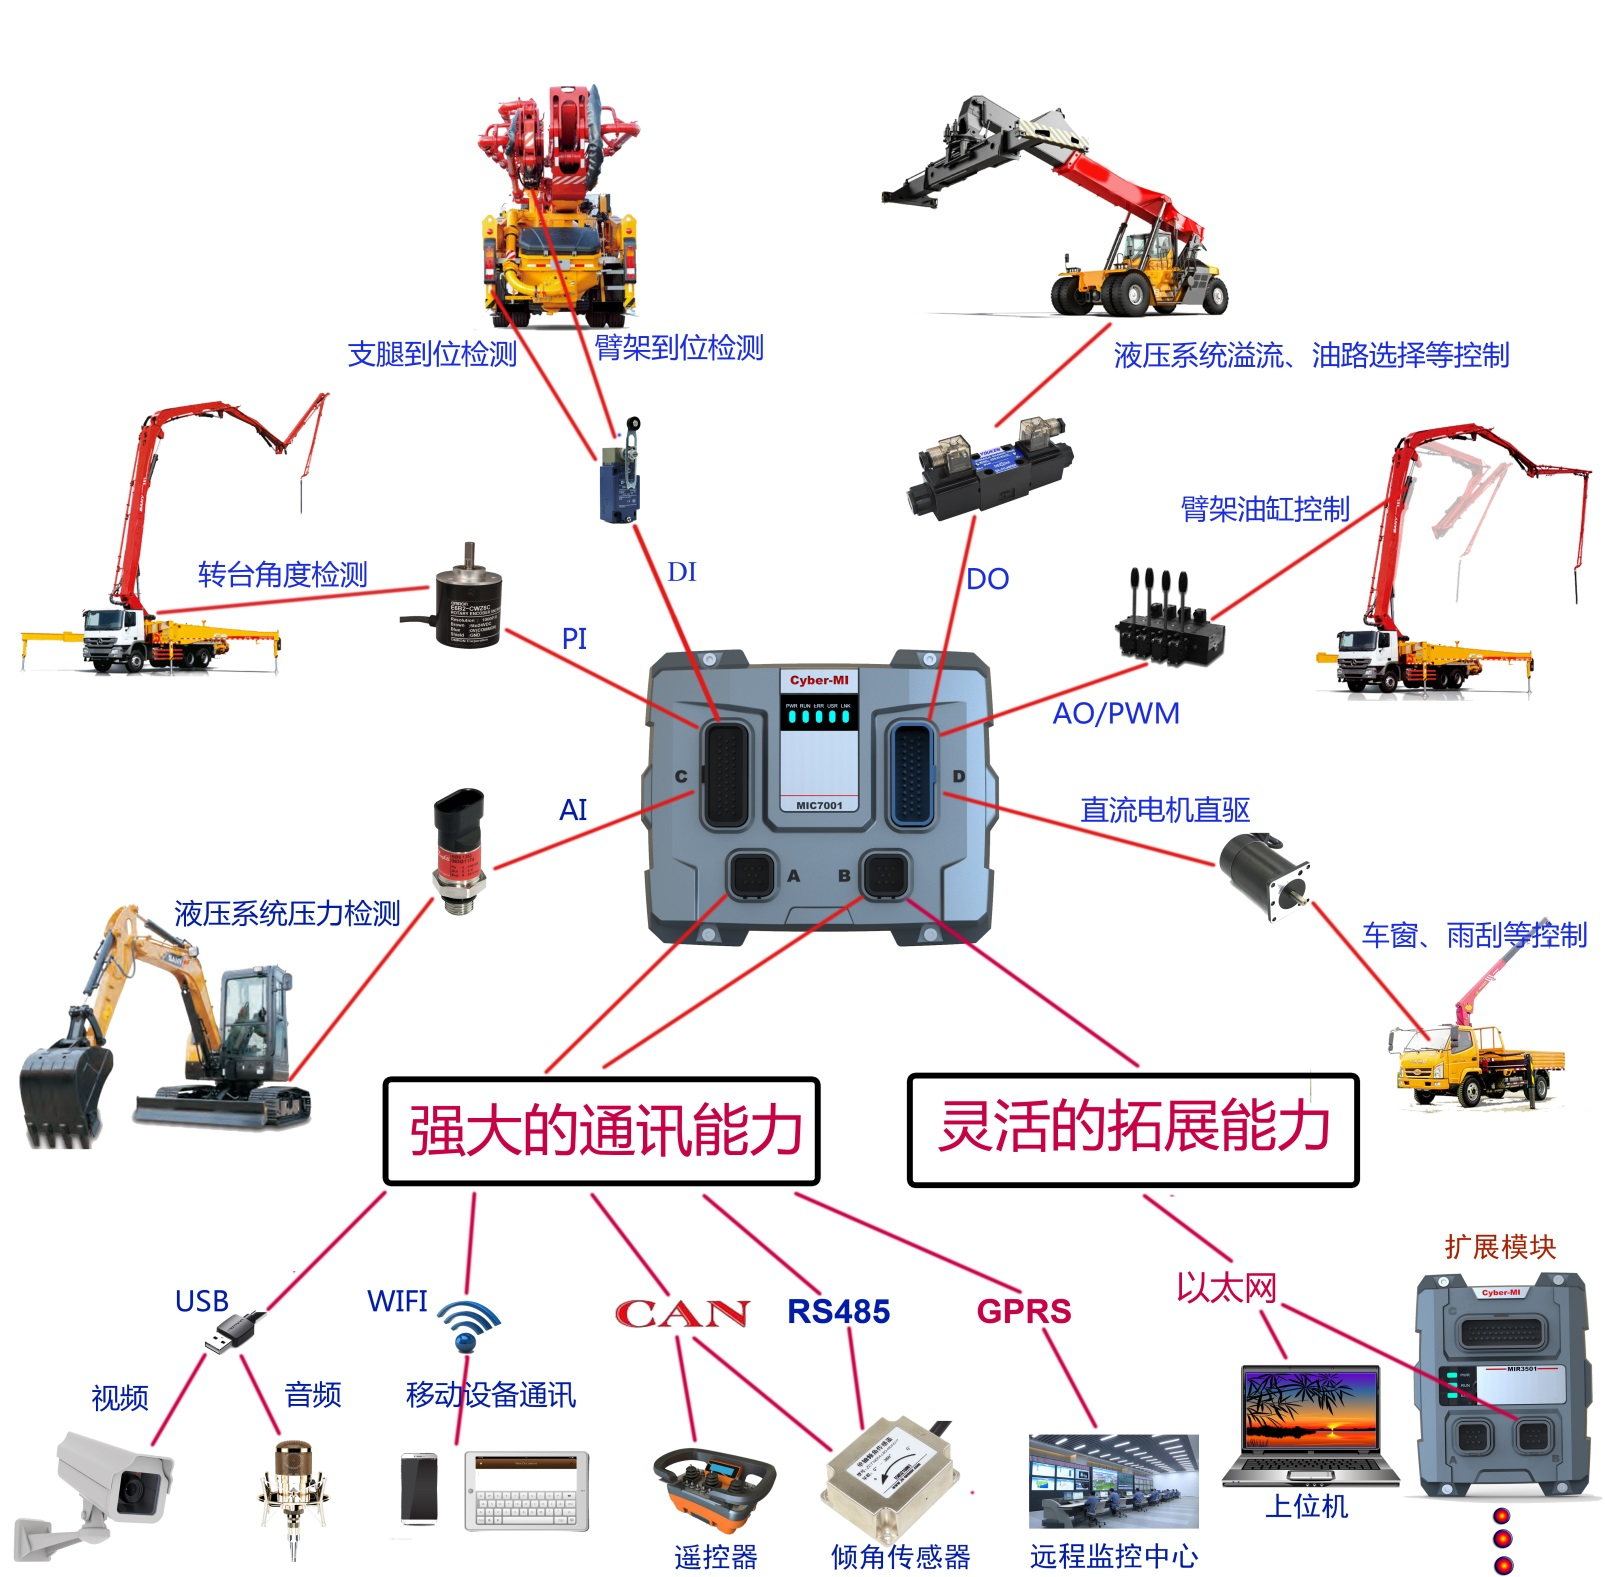 支腿到位检测
臂架到位检测
液压系统溢流、油路选择等控制
臂架油缸控制
转台角度检测
DI
DO
PI
AO/PWM
omron
E6B2-CWZ6C
Cyber-MI
PWR RUN ERR USR LNK
C
D
MIC7001
A
B
AI
直流电机直驱
液压系统压力检测
车窗、雨刮等控制
强大的通讯能力
灵活的拓展能力
USB
WIFI
CAN
RS485
GPRS
以太网
扩展模块
Cyber-MI
MIR3501
PWR
RUN
A
B
视频
音频
移动设备通讯
上位机
遥控器
倾角传感器
远程监控中心